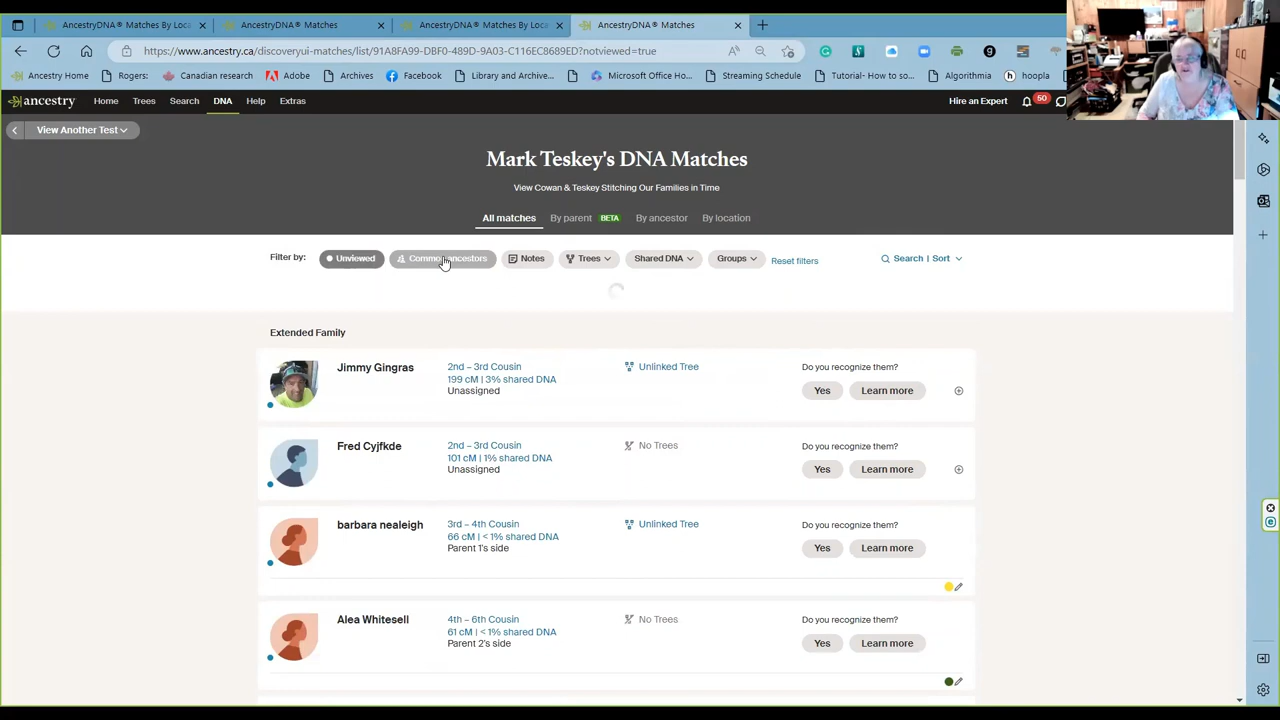 AncestryDNA® Matches By Loca
AncestryDNA® Matches
AncestryDNA® Matches By Loca
AncestryDNA® Matches
https://www.ancestry.ca/discoveryui-matches/list/
?notviewed=true
Ancestry Home
Rogers:
Canadian research
Adobe
Archives
Facebook
Library and Archive...
Microsoft Office Ho...
Streaming Schedule
Tutorial- How to so...
Algorithmia
hoopla
ancestry
Home
Trees
Search
DNA
Help
Extras
Hire an Expert
50
View Another Test
Mark Teskey's DNA Matches
View Cowan & Teskey Stitching Our Families in Time
All matches
By parent BETA
By ancestor
By location
Filter by:
Unviewed
Common ancestors
Notes
Trees
Shared DNA
Groups
Reset filters
Search | Sort
Extended Family
Jimmy Gingras
2nd – 3rd Cousin
199 cM | 3% shared DNA
Unassigned
Unlinked Tree
Do you recognize them?
Yes
Learn more
Fred Cyjfkde
2nd – 3rd Cousin
101 cM | 1% shared DNA
Unassigned
No Trees
Do you recognize them?
Yes
Learn more
barbara nealeigh
3rd – 4th Cousin
66 cM | < 1% shared DNA
Parent 1's side
Unlinked Tree
Do you recognize them?
Yes
Learn more
Alea Whitesell
4th – 6th Cousin
61 cM | < 1% shared DNA
Parent 2's side
No Trees
Do you recognize them?
Yes
Learn more